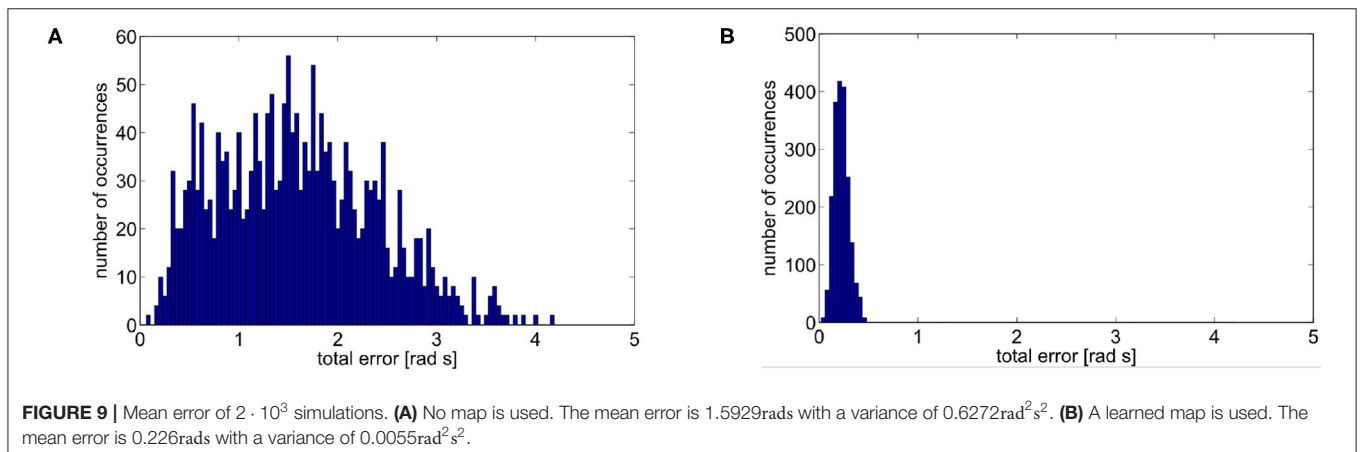 A
60
50
40
30
20
10
0
number of occurrences
0 1 2 3 4 5
total error [rad s]
B
500
400
300
200
100
0
number of occurrences
0 1 2 3 4 5
total error [rad s]
FIGURE 9 | Mean error of 2 · 10³ simulations. (A) No map is used. The mean error is 1.5929rads with a variance of 0.6272rad²s². (B) A learned map is used. The
mean error is 0.226rads with a variance of 0.0055rad²s².